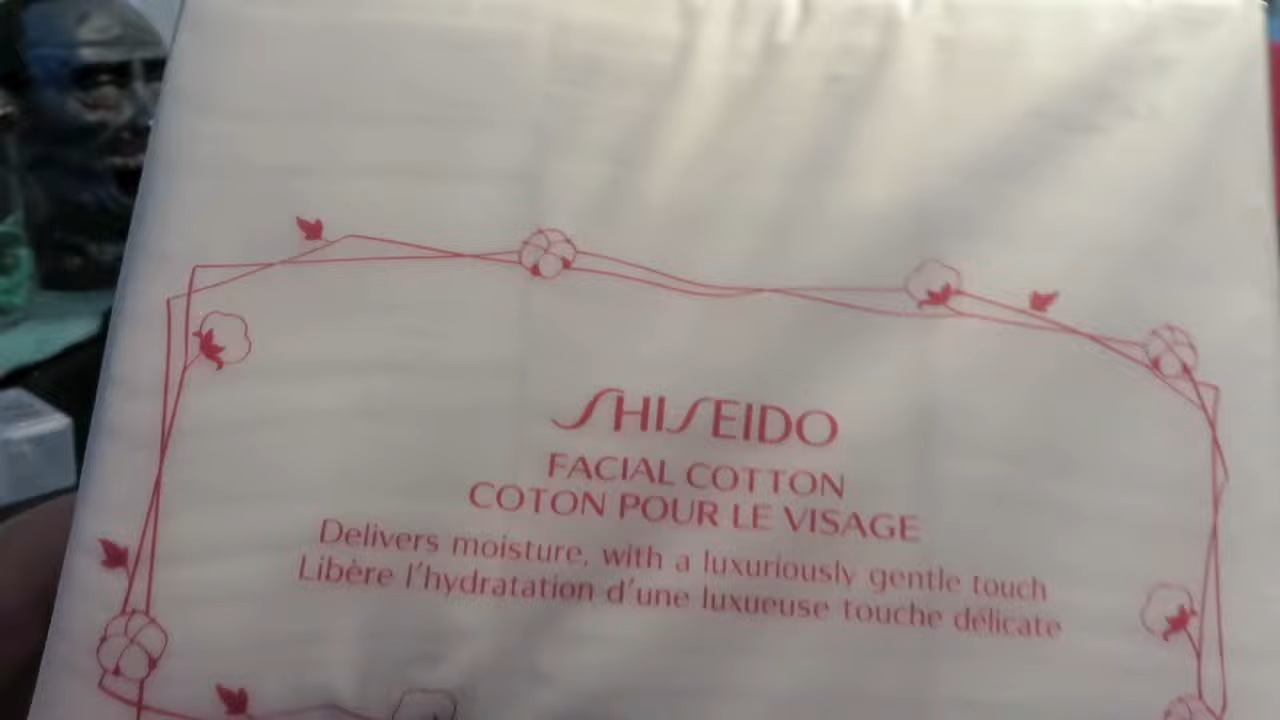 SHISEIDO
FACIAL COTTON
COTON POUR LE VISAGE
Delivers moisture, with a luxuriously gentle touch
Libère l'hydratation d'une luxueuse touche délicate